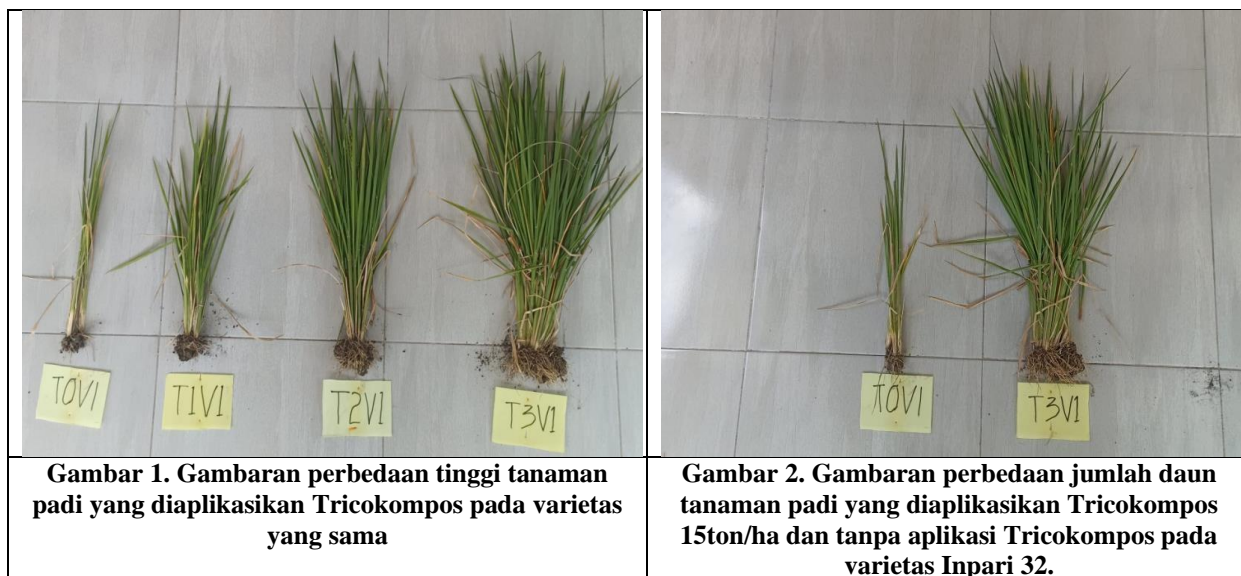 T0V1
T1V1
T2V1
T3V1
Gambar 1. Gambaran perbedaan tinggi tanaman
padi yang diaplikasikan Tricokompos pada varietas
yang sama
T0V1
T3V1
Gambar 2. Gambaran perbedaan jumlah daun
tanaman padi yang diaplikasikan Tricokompos
15ton/ha dan tanpa aplikasi Tricokompos pada
varietas Inpari 32.